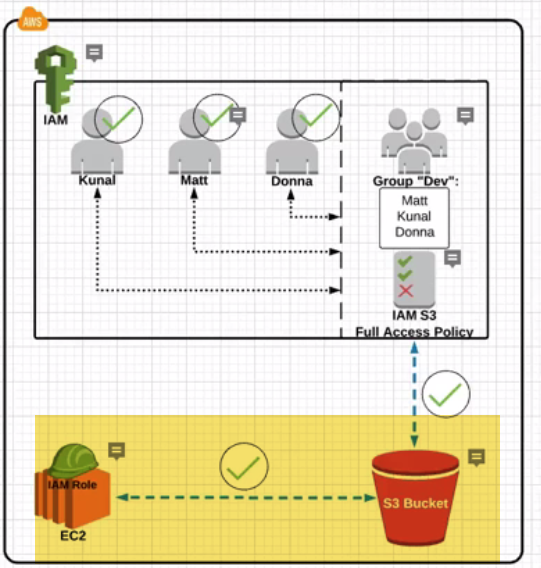 AWS
IAM
Kunal
Matt
Donna
Group "Dev":
Matt
Kunal
Donna
IAM S3
Full Access Policy
IAM Role
EC2
S3 Bucket